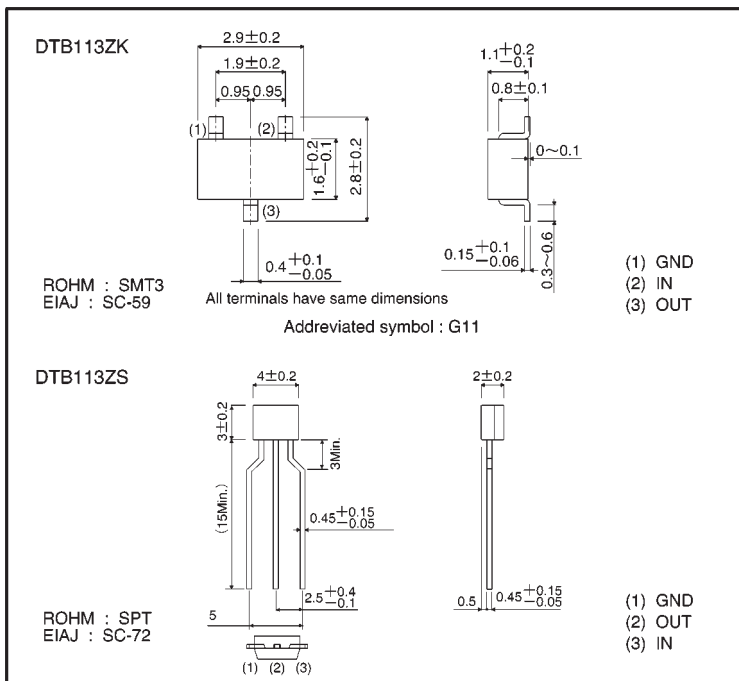 DTB113ZK
2.9±0.2
1.9±0.2
0.95 0.95
(1) (2)
(3)
1.6+0.2−0.1
2.8±0.2
0.4+0.1−0.05
1.1+0.2−0.1
0.8±0.1
0〜0.1
0.15+0.1−0.06
0.3〜0.6
ROHM : SMT3
EIAJ : SC-59
All terminals have same dimensions
Addreviated symbol : G11
(1) GND
(2) IN
(3) OUT
DTB113ZS
4±0.2
2±0.2
3±0.2
3Min.
(15Min.)
0.45+0.15−0.05
2.5+0.4−0.1
5
0.5
0.45+0.15−0.05
(1) (2) (3)
ROHM : SPT
EIAJ : SC-72
(1) GND
(2) OUT
(3) IN